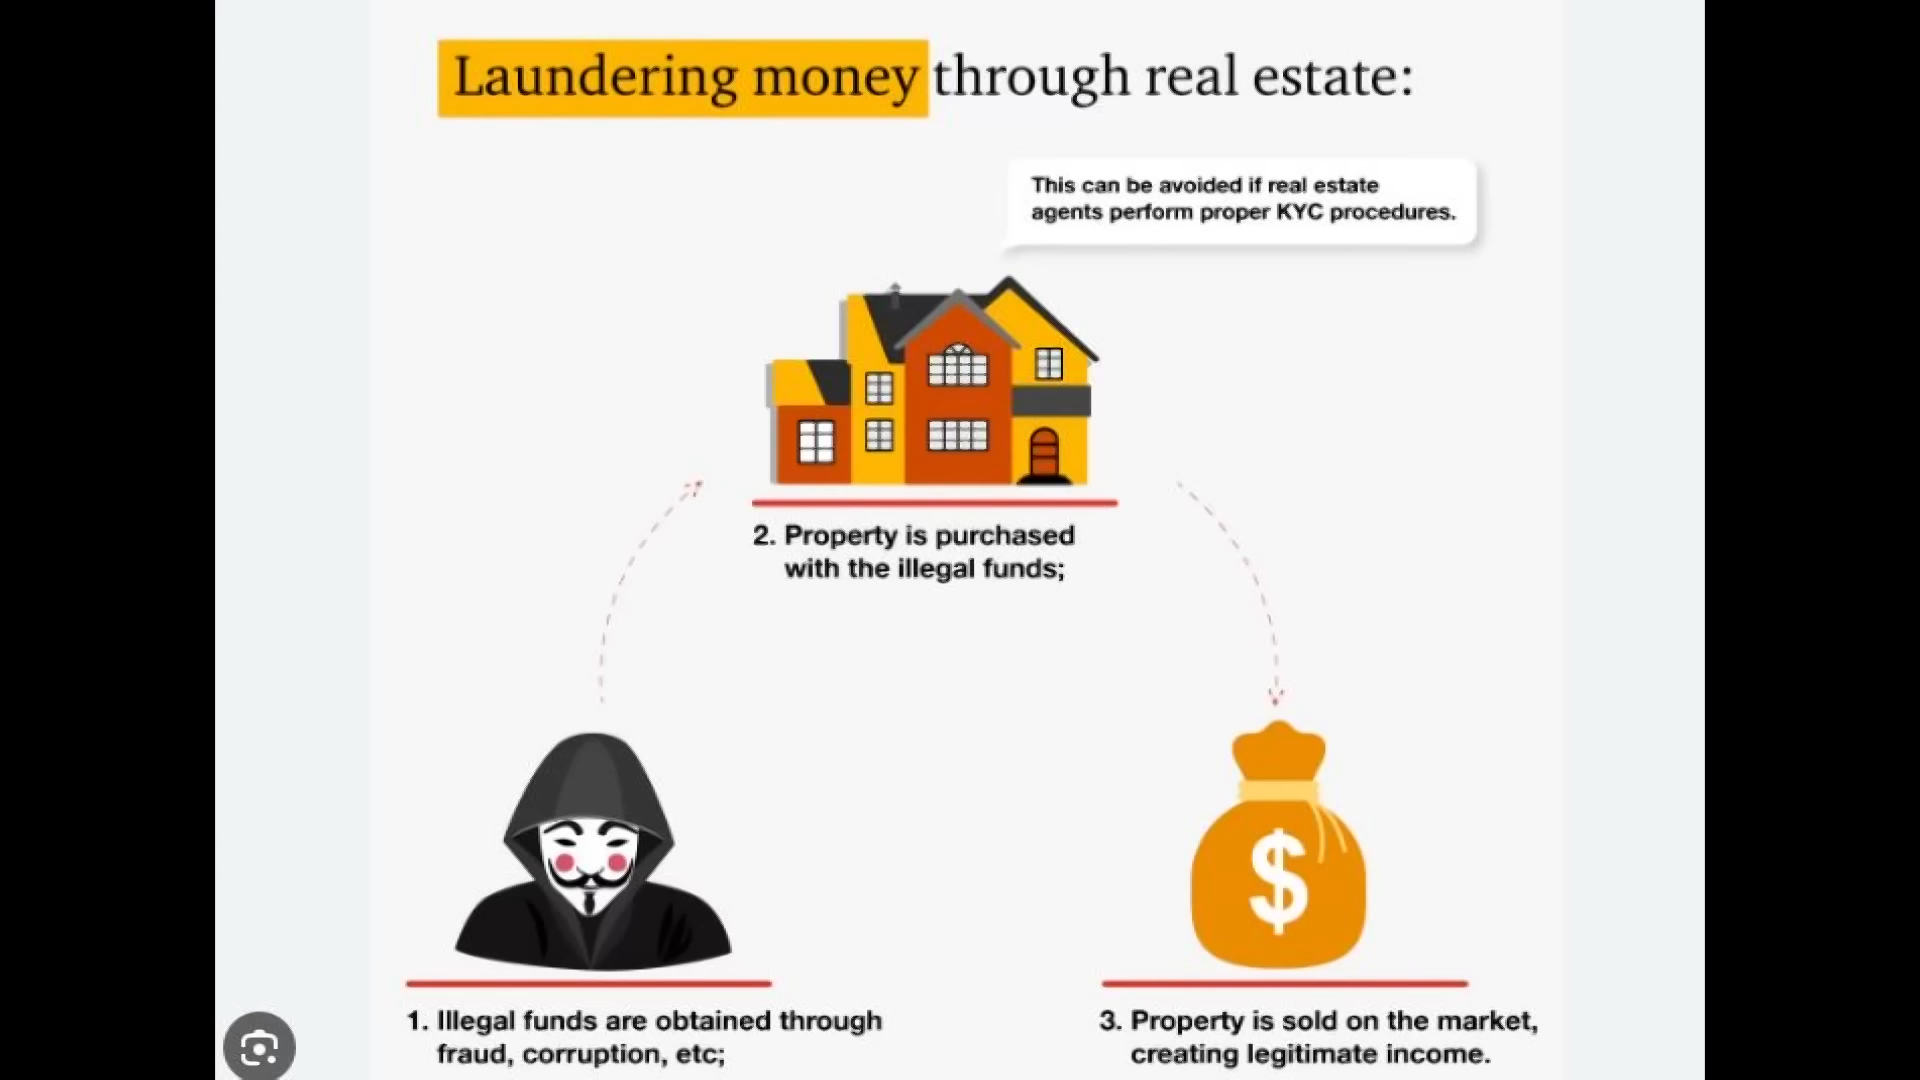 Laundering money through real estate:
This can be avoided if real estate
agents perform proper KYC procedures.
2. Property is purchased
with the illegal funds;
1. Illegal funds are obtained through
fraud, corruption, etc;
$
3. Property is sold on the market,
creating legitimate income.